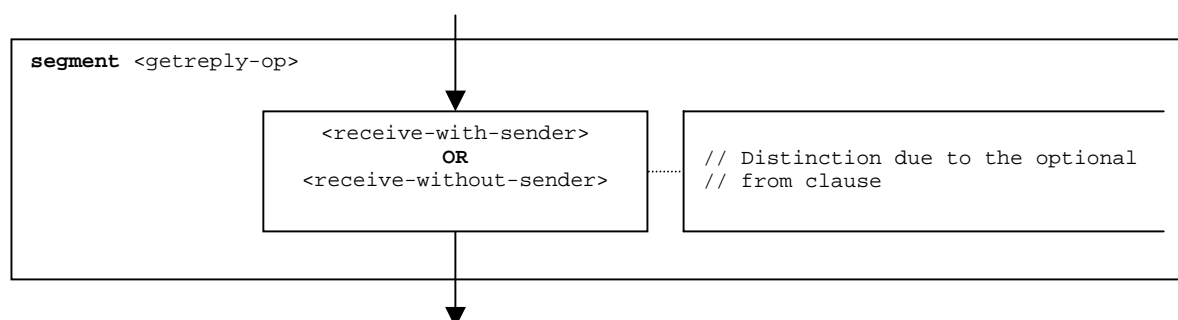 segment <getreply-op>
<receive-with-sender>
OR
<receive-without-sender>
// Distinction due to the optional
// from clause